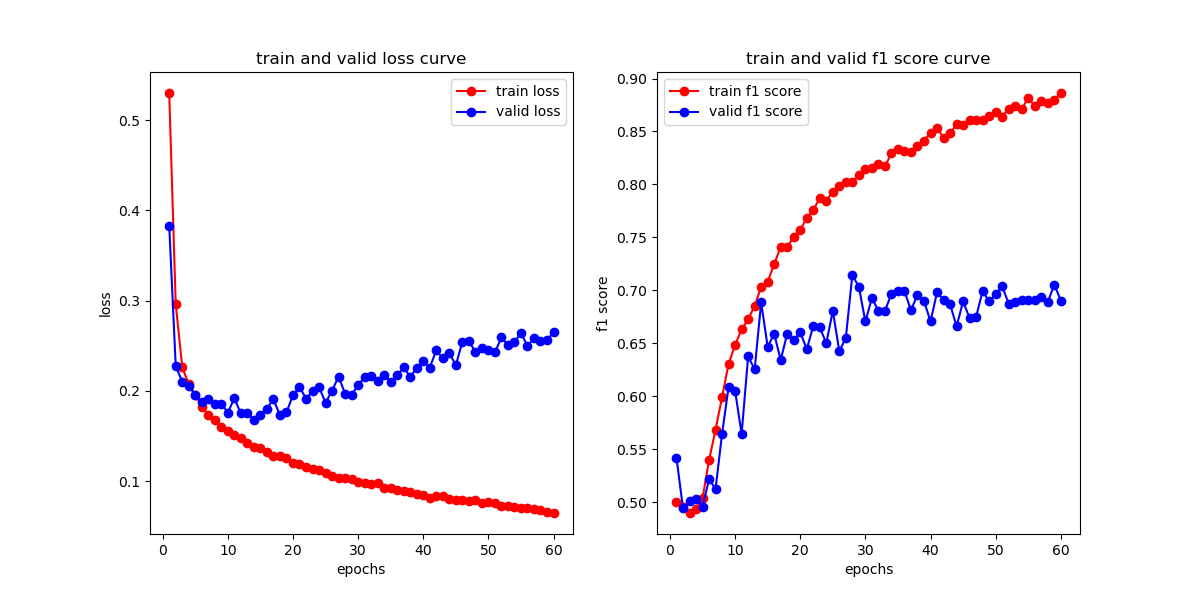 train and valid loss curve
train loss
valid loss
0.5
0.4
0.3
0.2
0.1
loss
0
10
20
30
40
50
60
epochs
train and valid f1 score curve
train f1 score
valid f1 score
0.90
0.85
0.80
0.75
0.70
0.65
0.60
0.55
0.50
f1 score
0
10
20
30
40
50
60
epochs